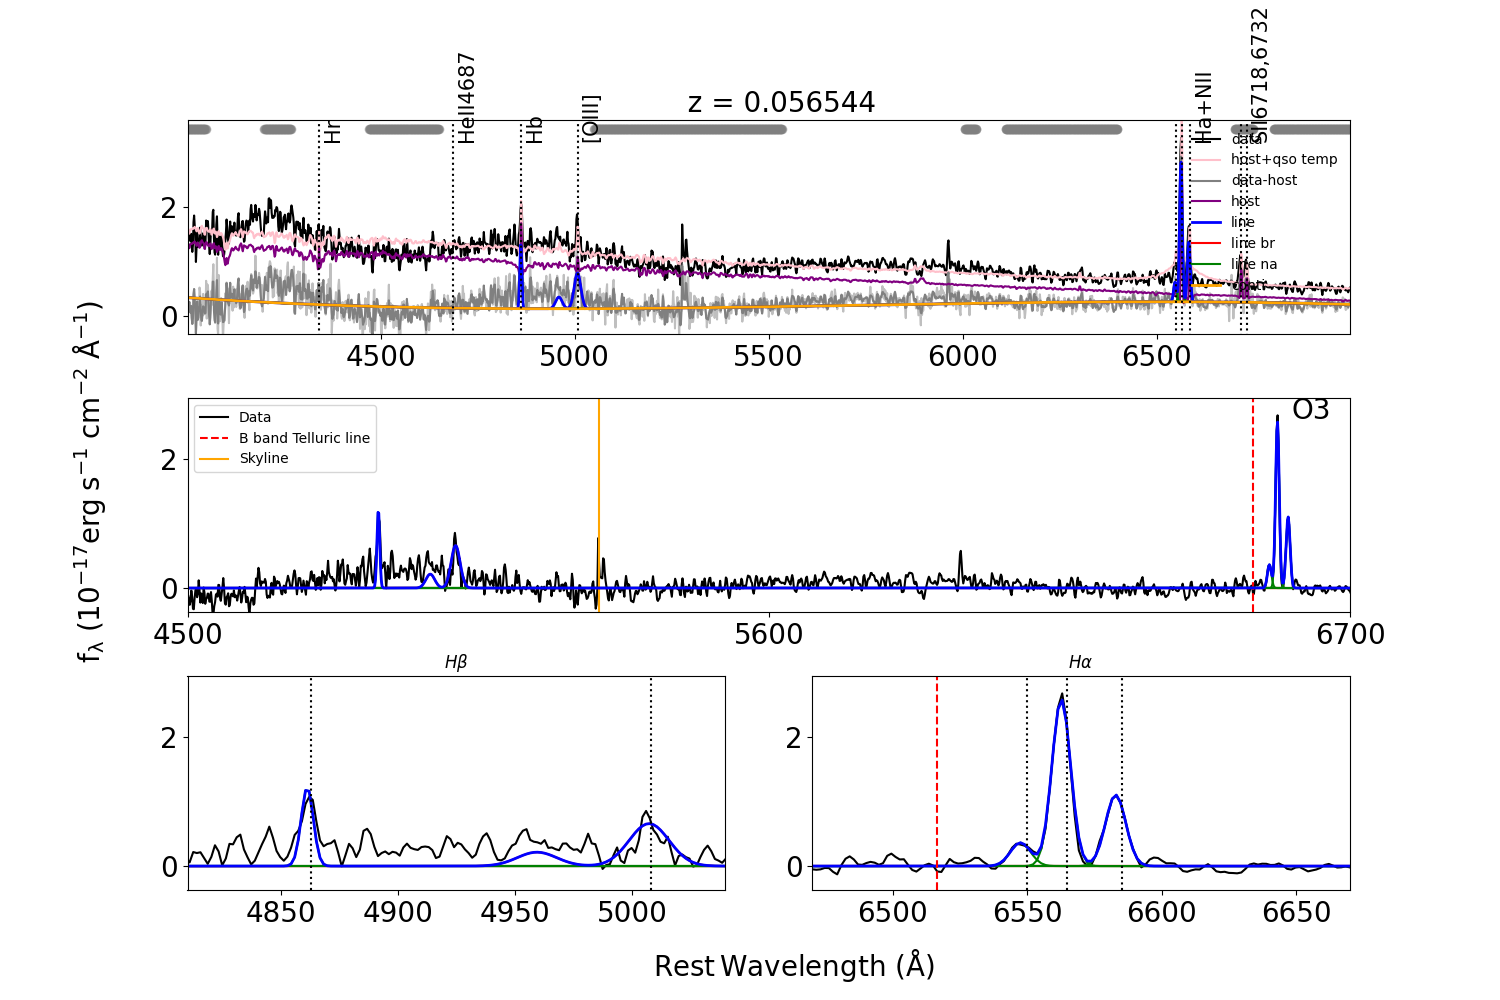 z = 0.056544
Hr
HeII4687
Hb
[OIII]
Ha+NII
SII6718,6732
data
host+qso temp
data-host
host
line
line br
line na
2
0
4500 5000 5500 6000 6500
f_λ (10⁻¹⁷erg s⁻¹ cm⁻² Å⁻¹)
Data
B band Telluric line
Skyline
O3
2
0
4500 5600 6700
Hβ
2
0
4850 4900 4950 5000
Hα
2
0
6500 6550 6600 6650
Rest Wavelength (Å)